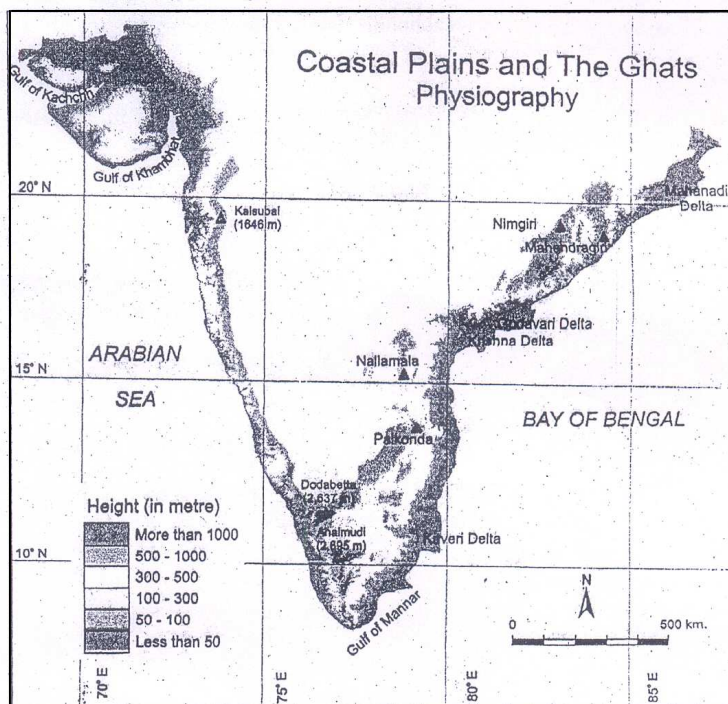 Coastal Plains and The Ghats
Physiography
Gulf of Kachchh
Gulf of Khambhat
20° N
Kalsubai
(1646 m)
Mahanadi
Delta
Nimgiri
Mahendragiri
Godavari Delta
Krishna Delta
ARABIAN
SEA
Nallamala
15° N
BAY OF BENGAL
Palkonda
Dodabetta
(2,637 m)
Anaimudi
(2,695 m)
Kaveri Delta
10° N
Gulf of Mannar
Height (in metre)
More than 1000
500 - 1000
300 - 500
100 - 300
50 - 100
Less than 50
N
0 500 km.
70° E
75° E
80° E
85° E